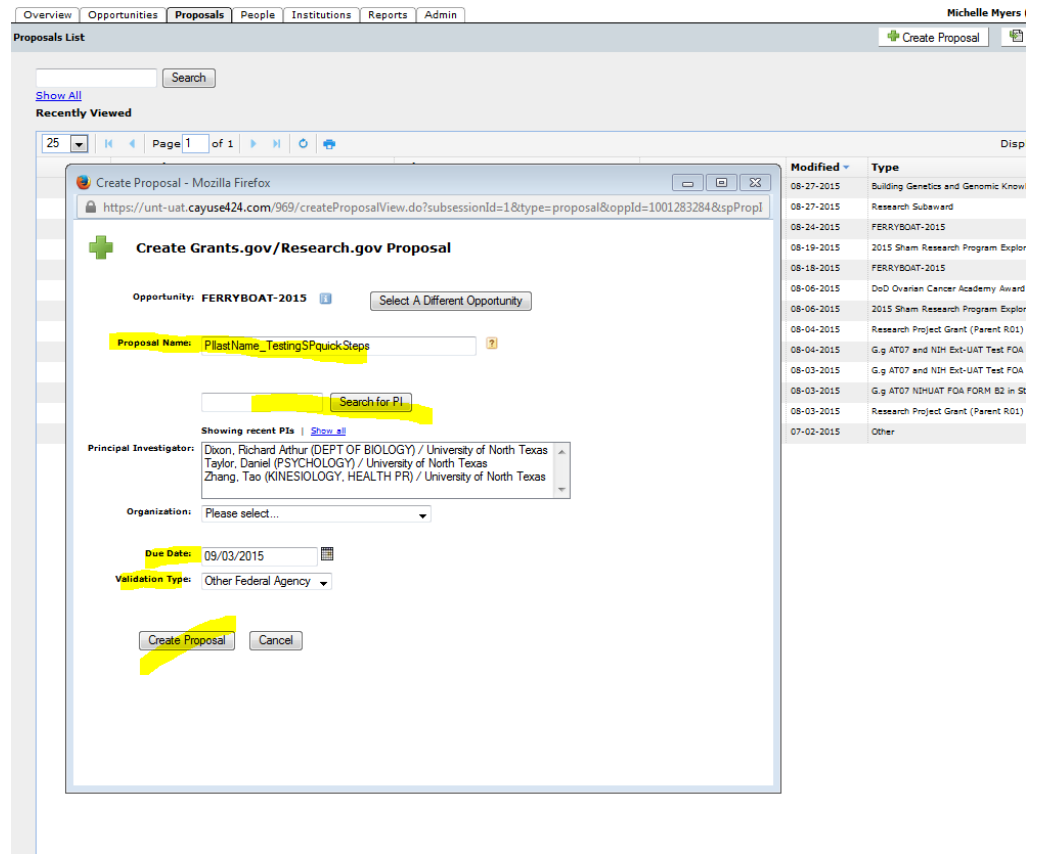 Overview Opportunities Proposals People Institutions Reports Admin
Michelle Myers
Proposals List
Create Proposal
Search
Show All
Recently Viewed
25 Page 1 of 1
Disp
Modified Type
08-27-2015 Building Genetics and Genomic Knowl
08-27-2015 Research Subaward
08-24-2015 FERRYBOAT-2015
08-19-2015 2015 Sham Research Program Explor
08-18-2015 FERRYBOAT-2015
08-06-2015 DoD Ovarian Cancer Academy Award
08-06-2015 2015 Sham Research Program Explor
08-04-2015 Research Project Grant (Parent R01)
08-04-2015 G.g AT07 and NIH Ext-UAT Test FOA
08-03-2015 G.g AT07 and NIH Ext-UAT Test FOA
08-03-2015 G.g AT07 NIHUAT FOA FORM B2 in St
08-03-2015 Research Project Grant (Parent R01)
07-02-2015 Other
Create Proposal - Mozilla Firefox
https://unt-uat.cayuse424.com/969/createProposalView.do?subsessionId=1&type=proposal&oppId=1001283284&spPropI
Create Grants.gov/Research.gov Proposal
Opportunity: FERRYBOAT-2015 Select A Different Opportunity
Proposal Name: PIlastName_TestingSPquickSteps ?
Search for PI
Showing recent PIs | Show all
Principal Investigator: Dixon, Richard Arthur (DEPT OF BIOLOGY) / University of North Texas
Taylor, Daniel (PSYCHOLOGY) / University of North Texas
Zhang, Tao (KINESIOLOGY, HEALTH PR) / University of North Texas
Organization: Please select...
Due Date: 09/03/2015
Validation Type: Other Federal Agency
Create Proposal Cancel